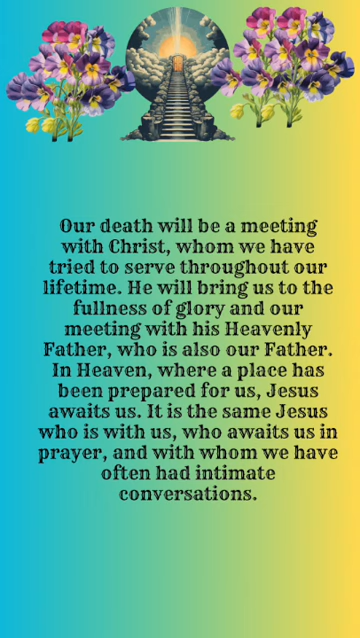 Our death will be a meeting
with Christ, whom we have
tried to serve throughout our
lifetime. He will bring us to the
fullness of glory and our
meeting with his Heavenly
Father, who is also our Father.
In Heaven, where a place has
been prepared for us, Jesus
awaits us. It is the same Jesus
who is with us, who awaits us in
prayer, and with whom we have
often had intimate
conversations.